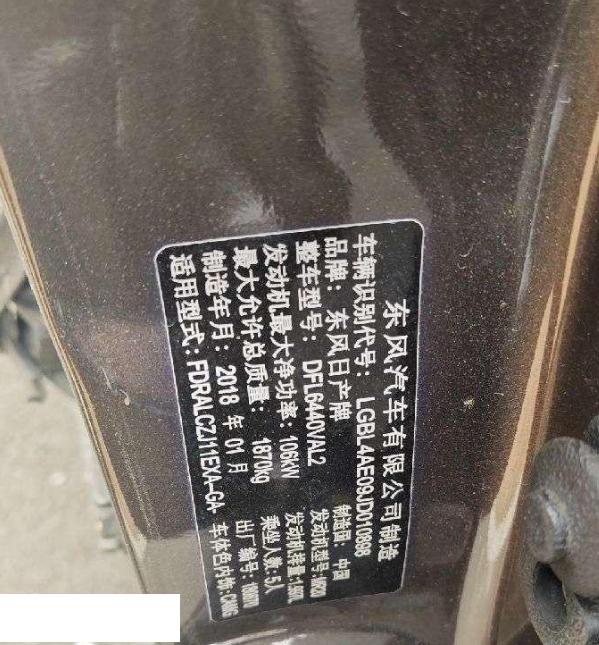 东风汽车有限公司制造
车辆识别代号: LGBL4AE09JD010808
品牌: 东风日产牌 制造国: 中国
整车型号: DFL6440VAL2 发动机型号:
发动机最大净功率: 106kW 发动机排量:
最大允许总质量: 1870kg 乘坐人数: 5人
制造年月: 2018 年 01 月 出厂编号:
适用型式: FDRALCZJ11EXA-GA- 车体色内饰: